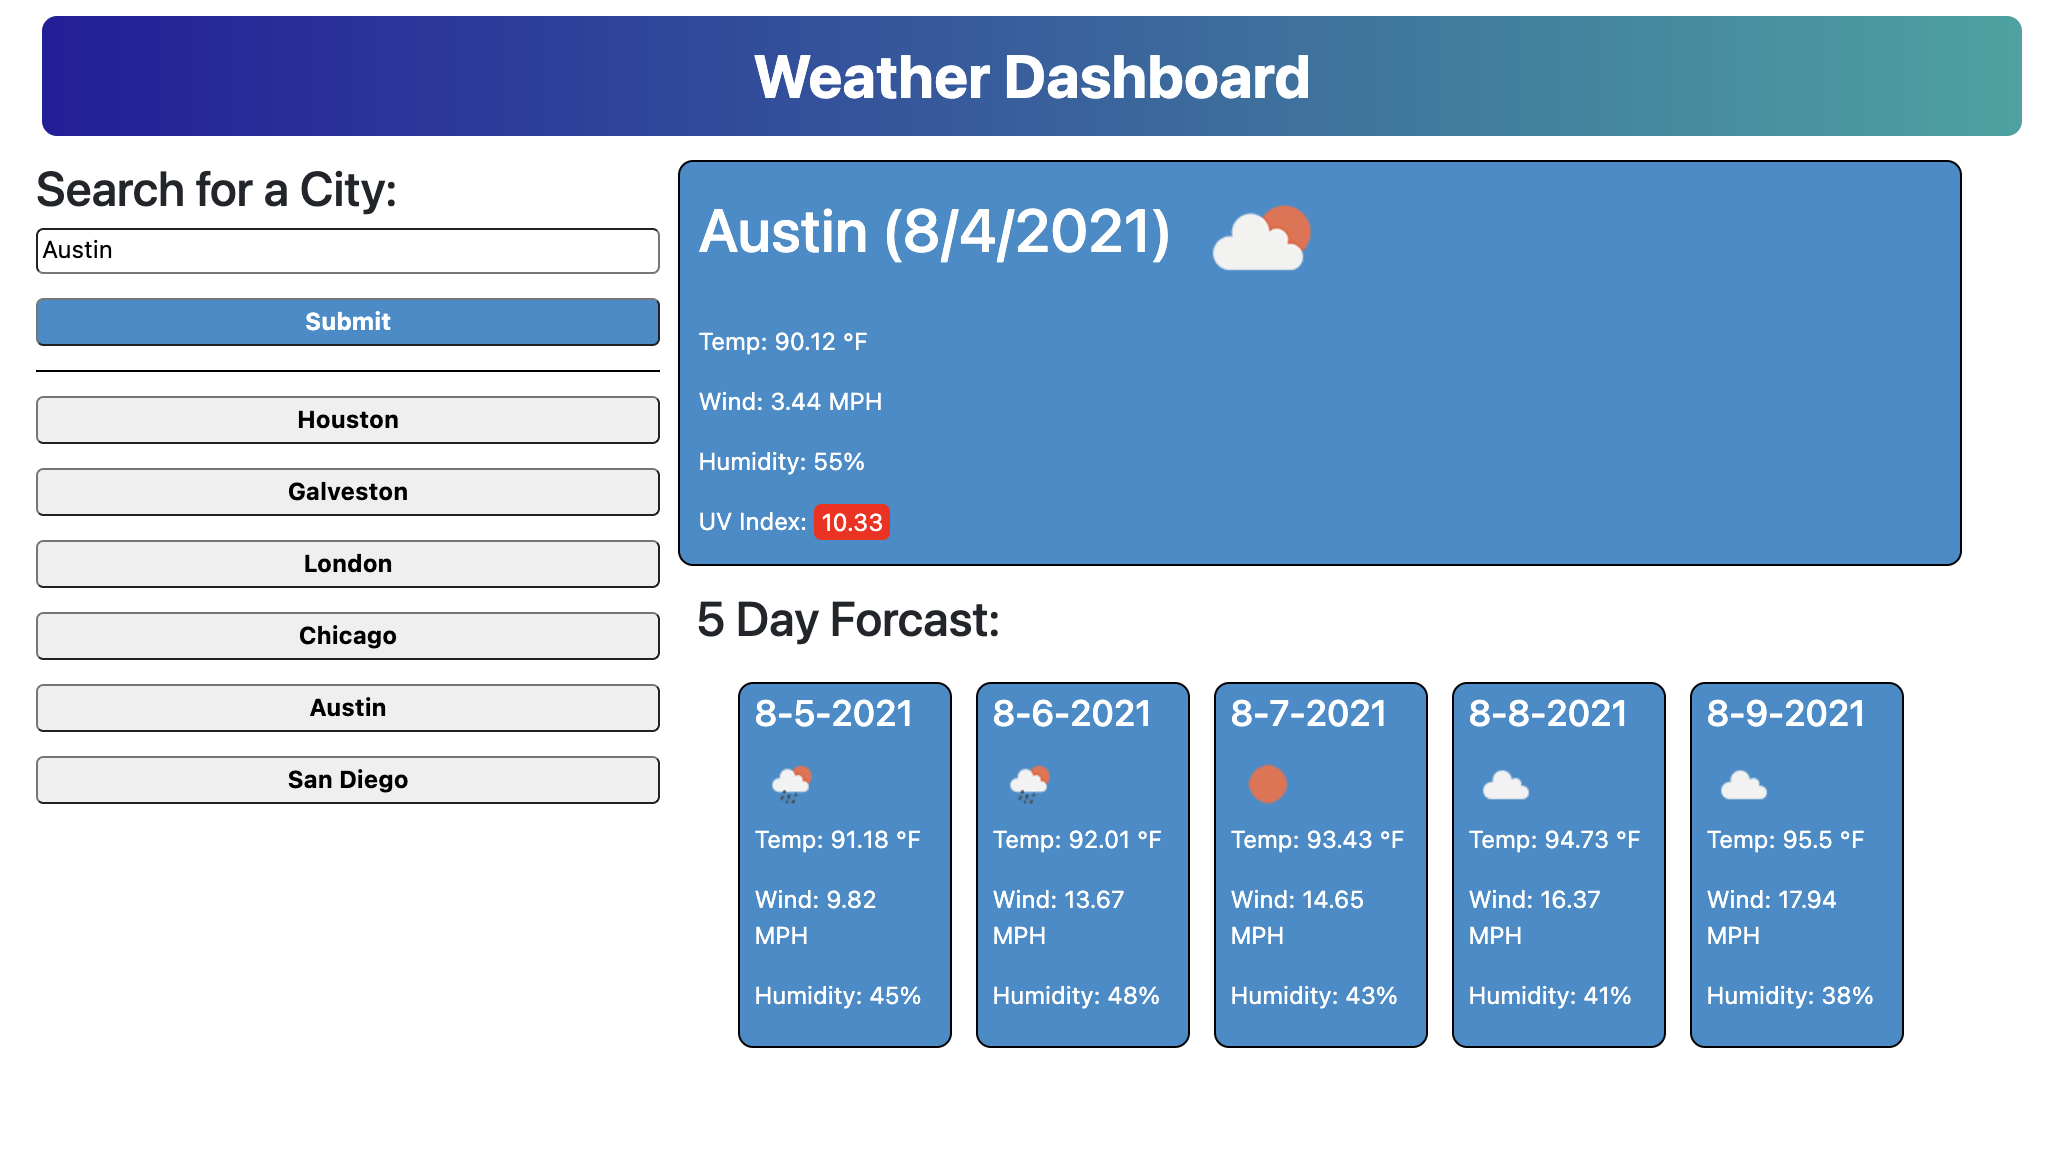 Weather Dashboard
Search for a City:
Austin
Submit
Houston
Galveston
London
Chicago
Austin
San Diego
Austin (8/4/2021)
Temp: 90.12 °F
Wind: 3.44 MPH
Humidity: 55%
UV Index: 10.33
5 Day Forcast:
8-5-2021
Temp: 91.18 °F
Wind: 9.82
MPH
Humidity: 45%
8-6-2021
Temp: 92.01 °F
Wind: 13.67
MPH
Humidity: 48%
8-7-2021
Temp: 93.43 °F
Wind: 14.65
MPH
Humidity: 43%
8-8-2021
Temp: 94.73 °F
Wind: 16.37
MPH
Humidity: 41%
8-9-2021
Temp: 95.5 °F
Wind: 17.94
MPH
Humidity: 38%